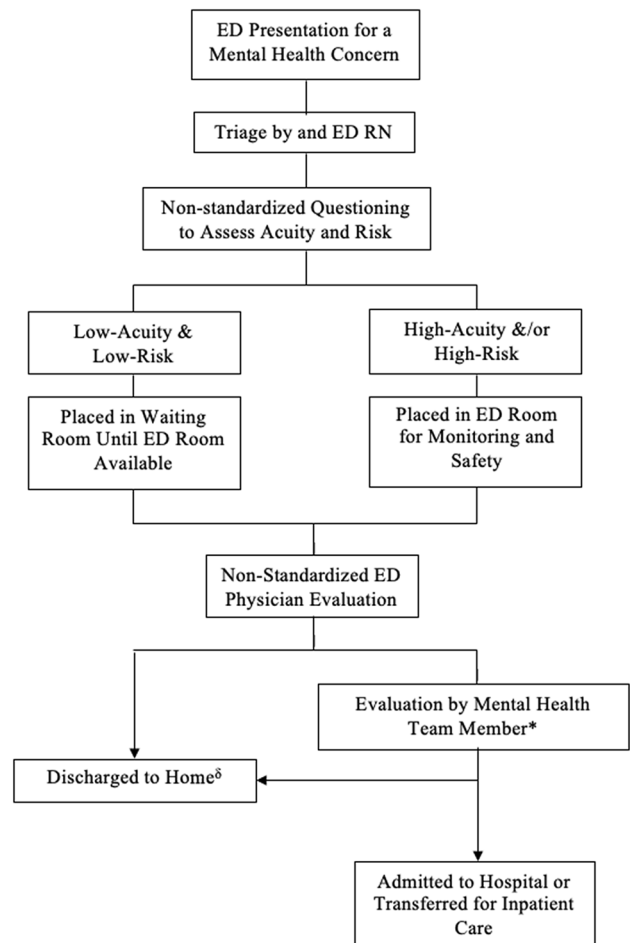 ED Presentation for a
Mental Health Concern
Triage by and ED RN
Non-standardized Questioning
to Assess Acuity and Risk
Low-Acuity &
Low-Risk
High-Acuity &/or
High-Risk
Placed in Waiting
Room Until ED Room
Available
Placed in ED Room
for Monitoring and
Safety
Non-Standardized ED
Physician Evaluation
Evaluation by Mental Health
Team Member*
Discharged to Homeᵟ
Admitted to Hospital or
Transferred for Inpatient
Care